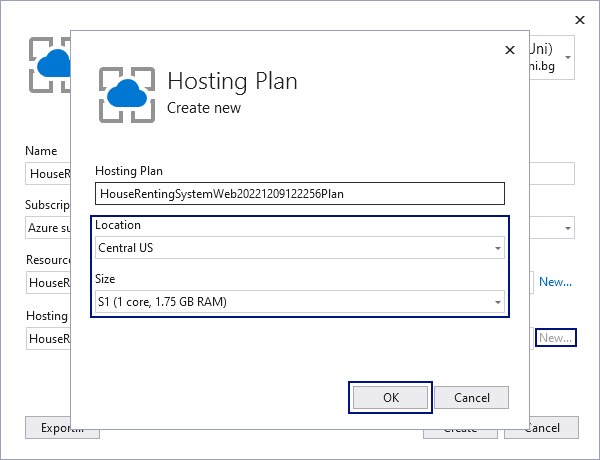 Uni)
ni.bg
Hosting Plan
Create new
Name
HouseR
Hosting Plan
HouseRentingSystemWeb20221209122256Plan
Subscrip
Azure su
Location
Central US
Resourc
HouseR
New...
Size
S1 (1 core, 1.75 GB RAM)
Hosting
HouseR
New...
OK
Cancel
Export...
Create
Cancel